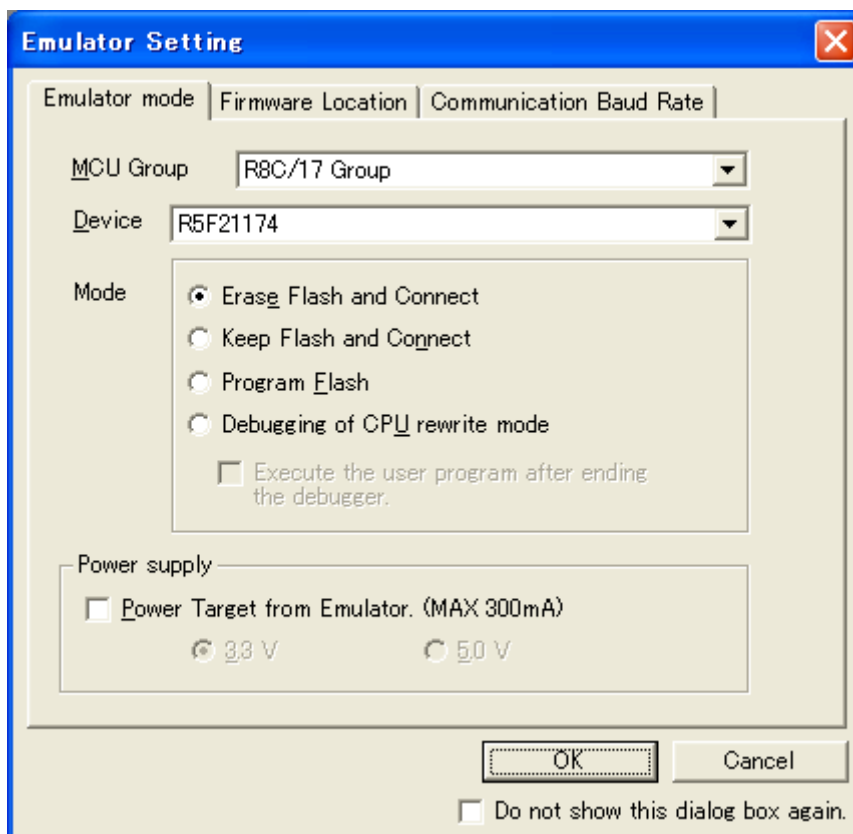 Emulator Setting
Emulator mode
Firmware Location
Communication Baud Rate
MCU Group
R8C/17 Group
Device
R5F21174
Mode
Erase Flash and Connect
Keep Flash and Connect
Program Flash
Debugging of CPU rewrite mode
Execute the user program after ending
the debugger.
Power supply
Power Target from Emulator. (MAX 300mA)
3.3 V
5.0 V
OK
Cancel
Do not show this dialog box again.